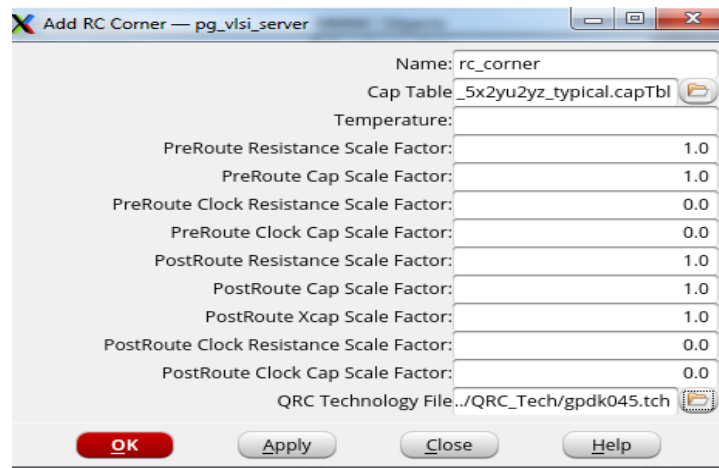 Add RC Corner — pg_vlsi_server
Name: rc_corner
Cap Table _5x2yu2yz_typical.capTbl
Temperature:
PreRoute Resistance Scale Factor: 1.0
PreRoute Cap Scale Factor: 1.0
PreRoute Clock Resistance Scale Factor: 0.0
PreRoute Clock Cap Scale Factor: 0.0
PostRoute Resistance Scale Factor: 1.0
PostRoute Cap Scale Factor: 1.0
PostRoute Xcap Scale Factor: 1.0
PostRoute Clock Resistance Scale Factor: 0.0
PostRoute Clock Cap Scale Factor: 0.0
QRC Technology File ../QRC_Tech/gpdk045.tch
OK Apply Close Help